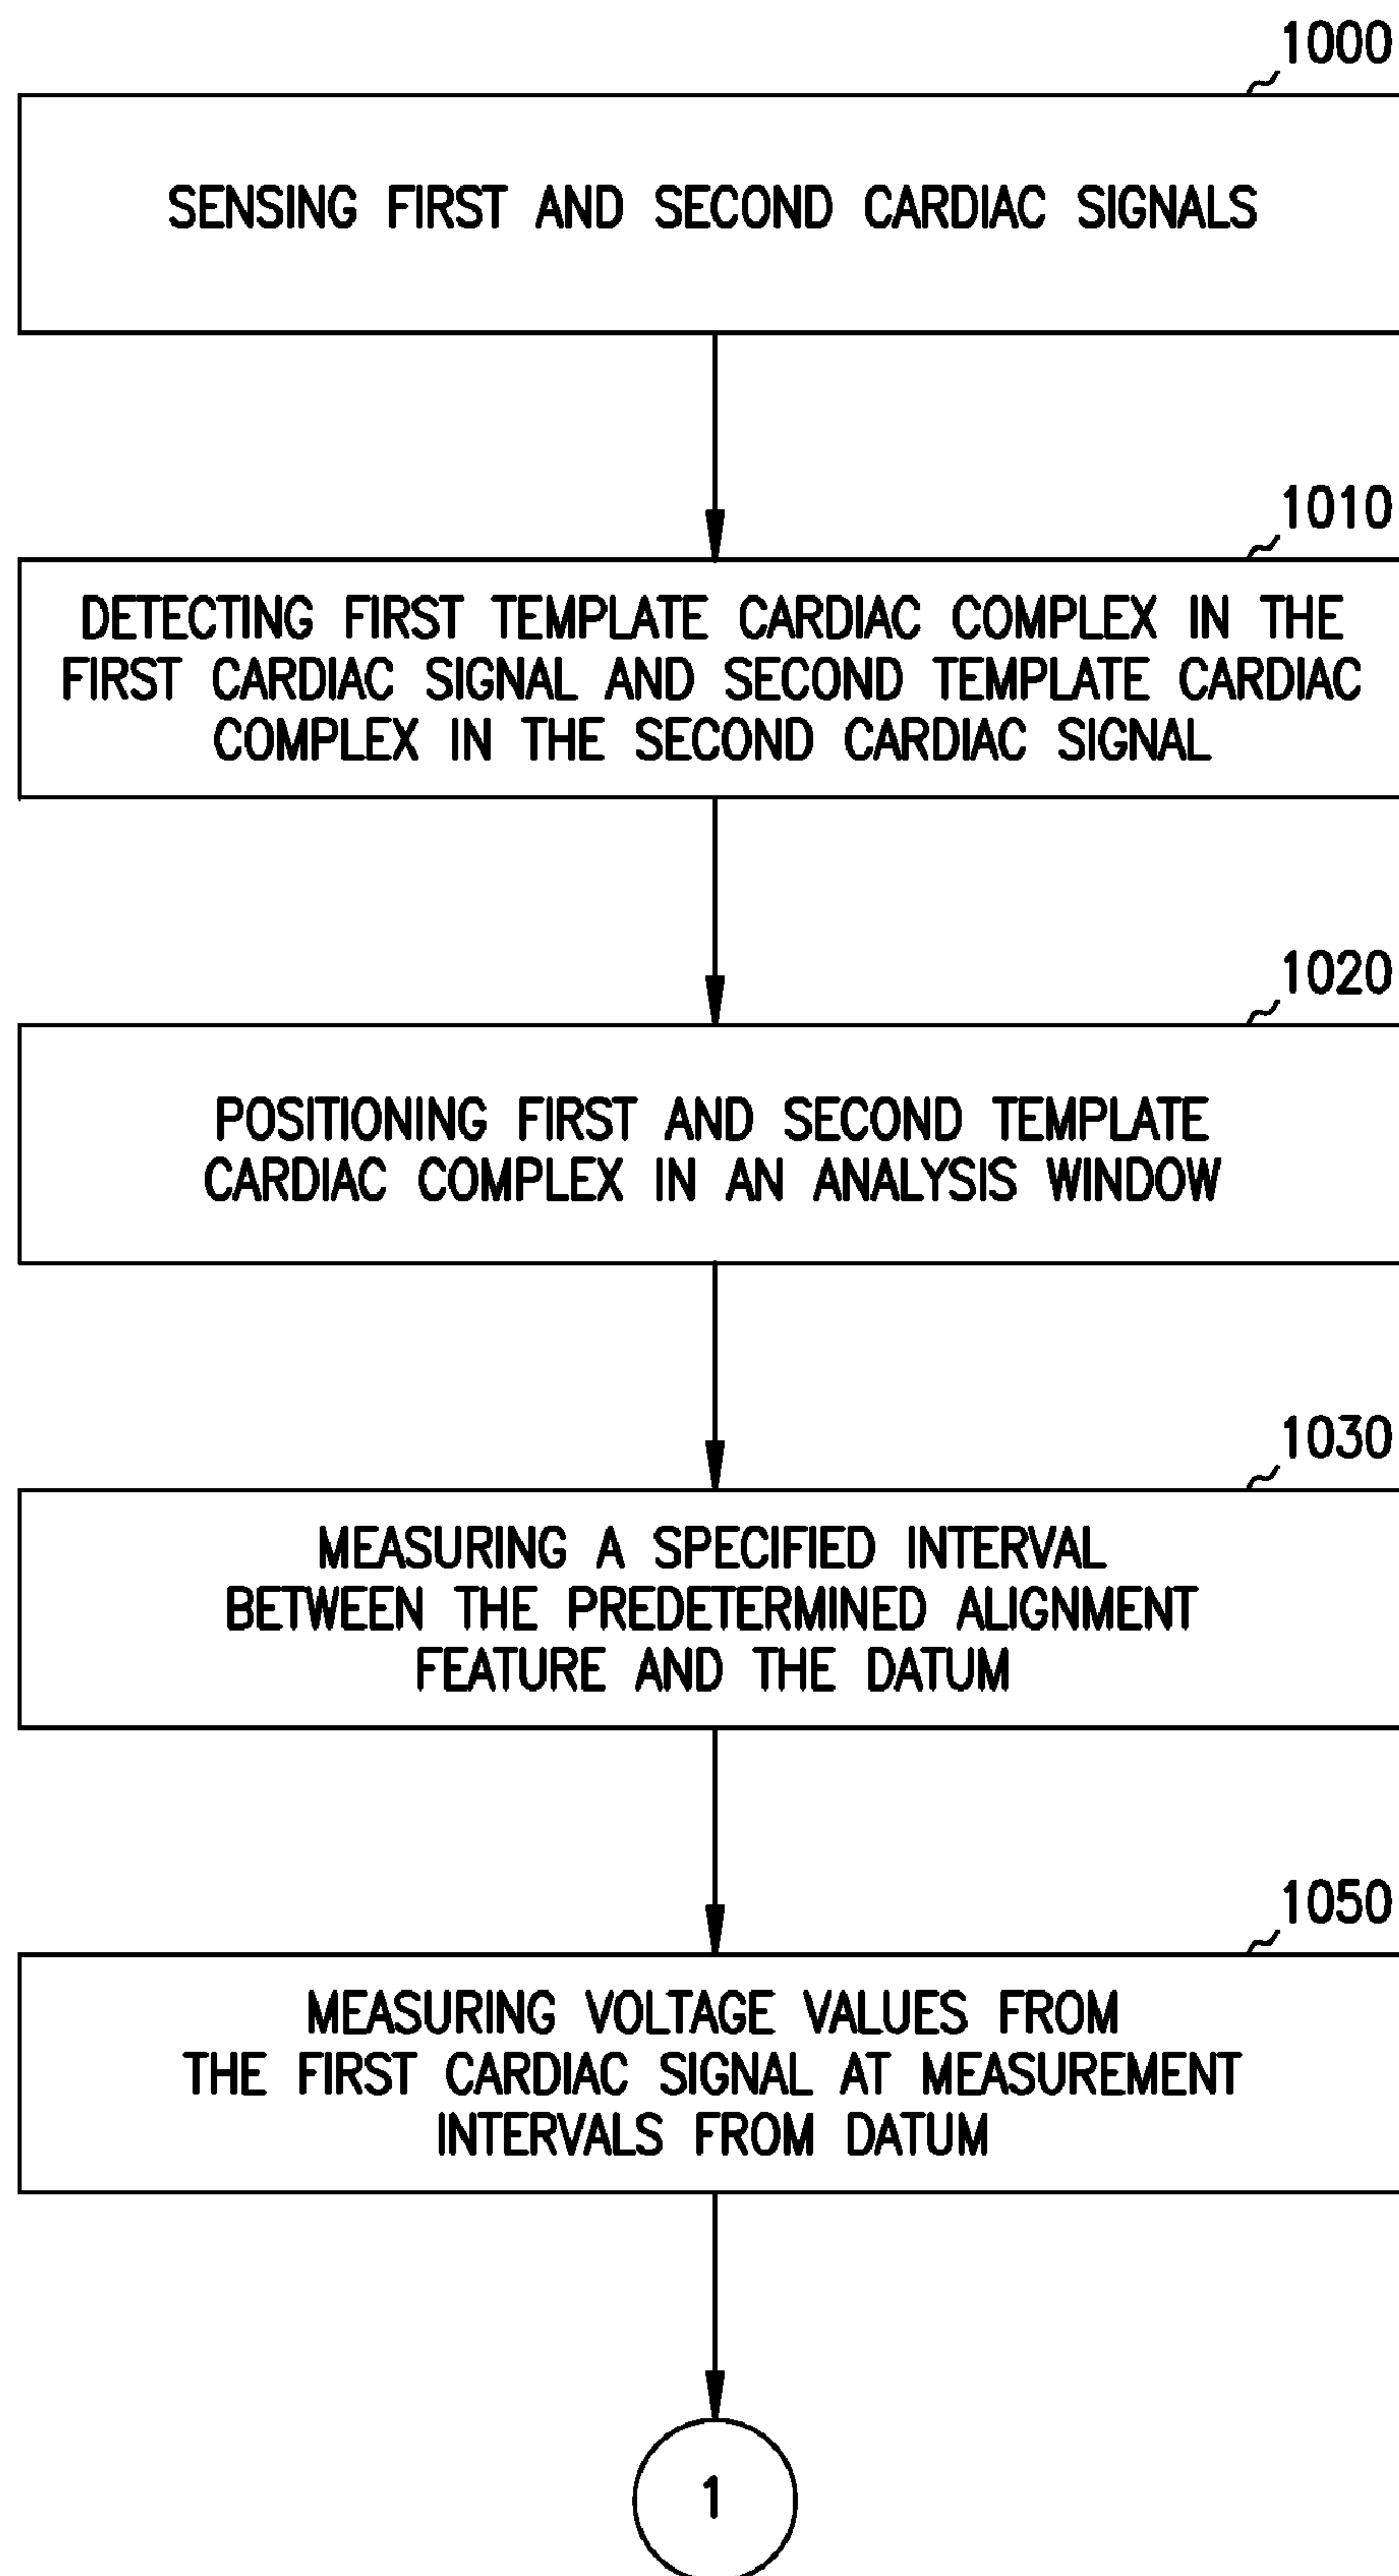 1000
SENSING FIRST AND SECOND CARDIAC SIGNALS
1010
DETECTING FIRST TEMPLATE CARDIAC COMPLEX IN THE
FIRST CARDIAC SIGNAL AND SECOND TEMPLATE CARDIAC
COMPLEX IN THE SECOND CARDIAC SIGNAL
1020
POSITIONING FIRST AND SECOND TEMPLATE
CARDIAC COMPLEX IN AN ANALYSIS WINDOW
1030
MEASURING A SPECIFIED INTERVAL
BETWEEN THE PREDETERMINED ALIGNMENT
FEATURE AND THE DATUM
1050
MEASURING VOLTAGE VALUES FROM
THE FIRST CARDIAC SIGNAL AT MEASUREMENT
INTERVALS FROM DATUM
1